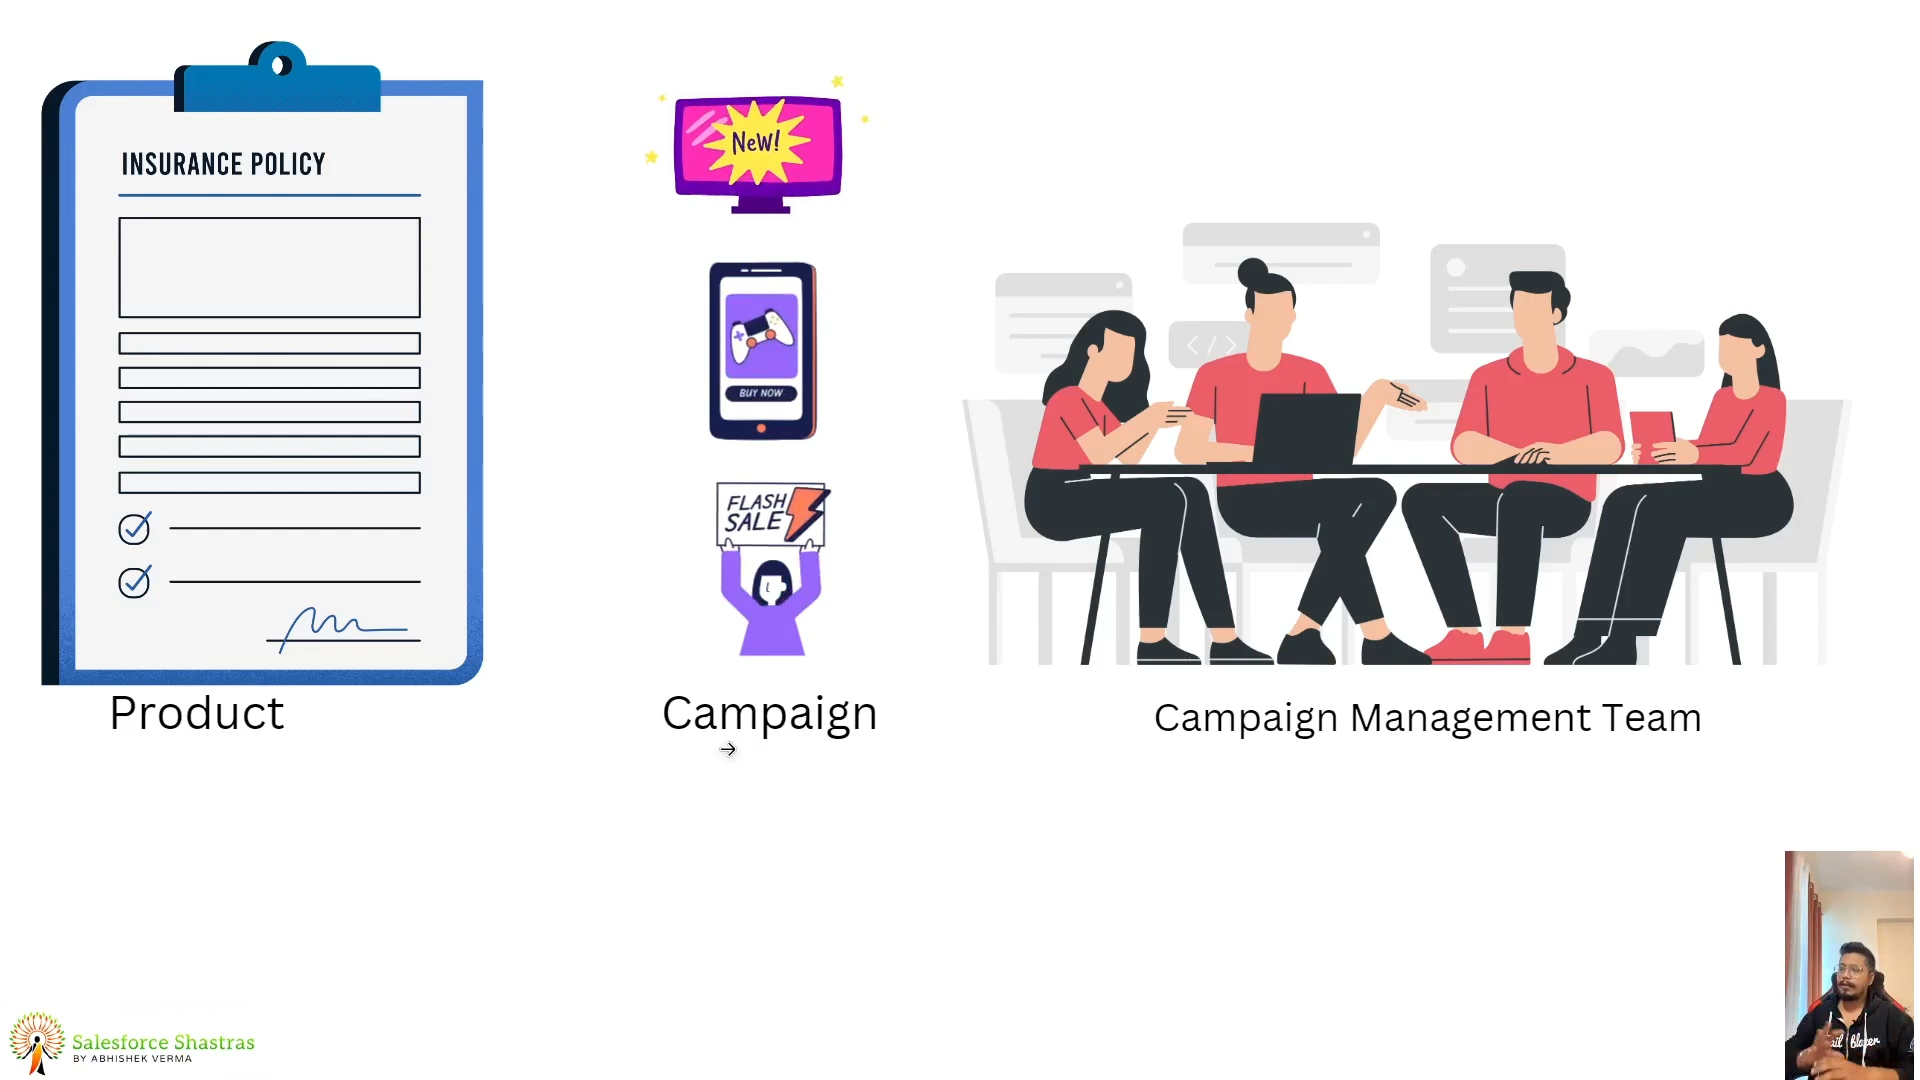 INSURANCE POLICY
New!
BUY NOW
FLASH
SALE
</>
Product
Campaign
Campaign Management Team
Salesforce Shastras
BY ABHISHEK VERMA